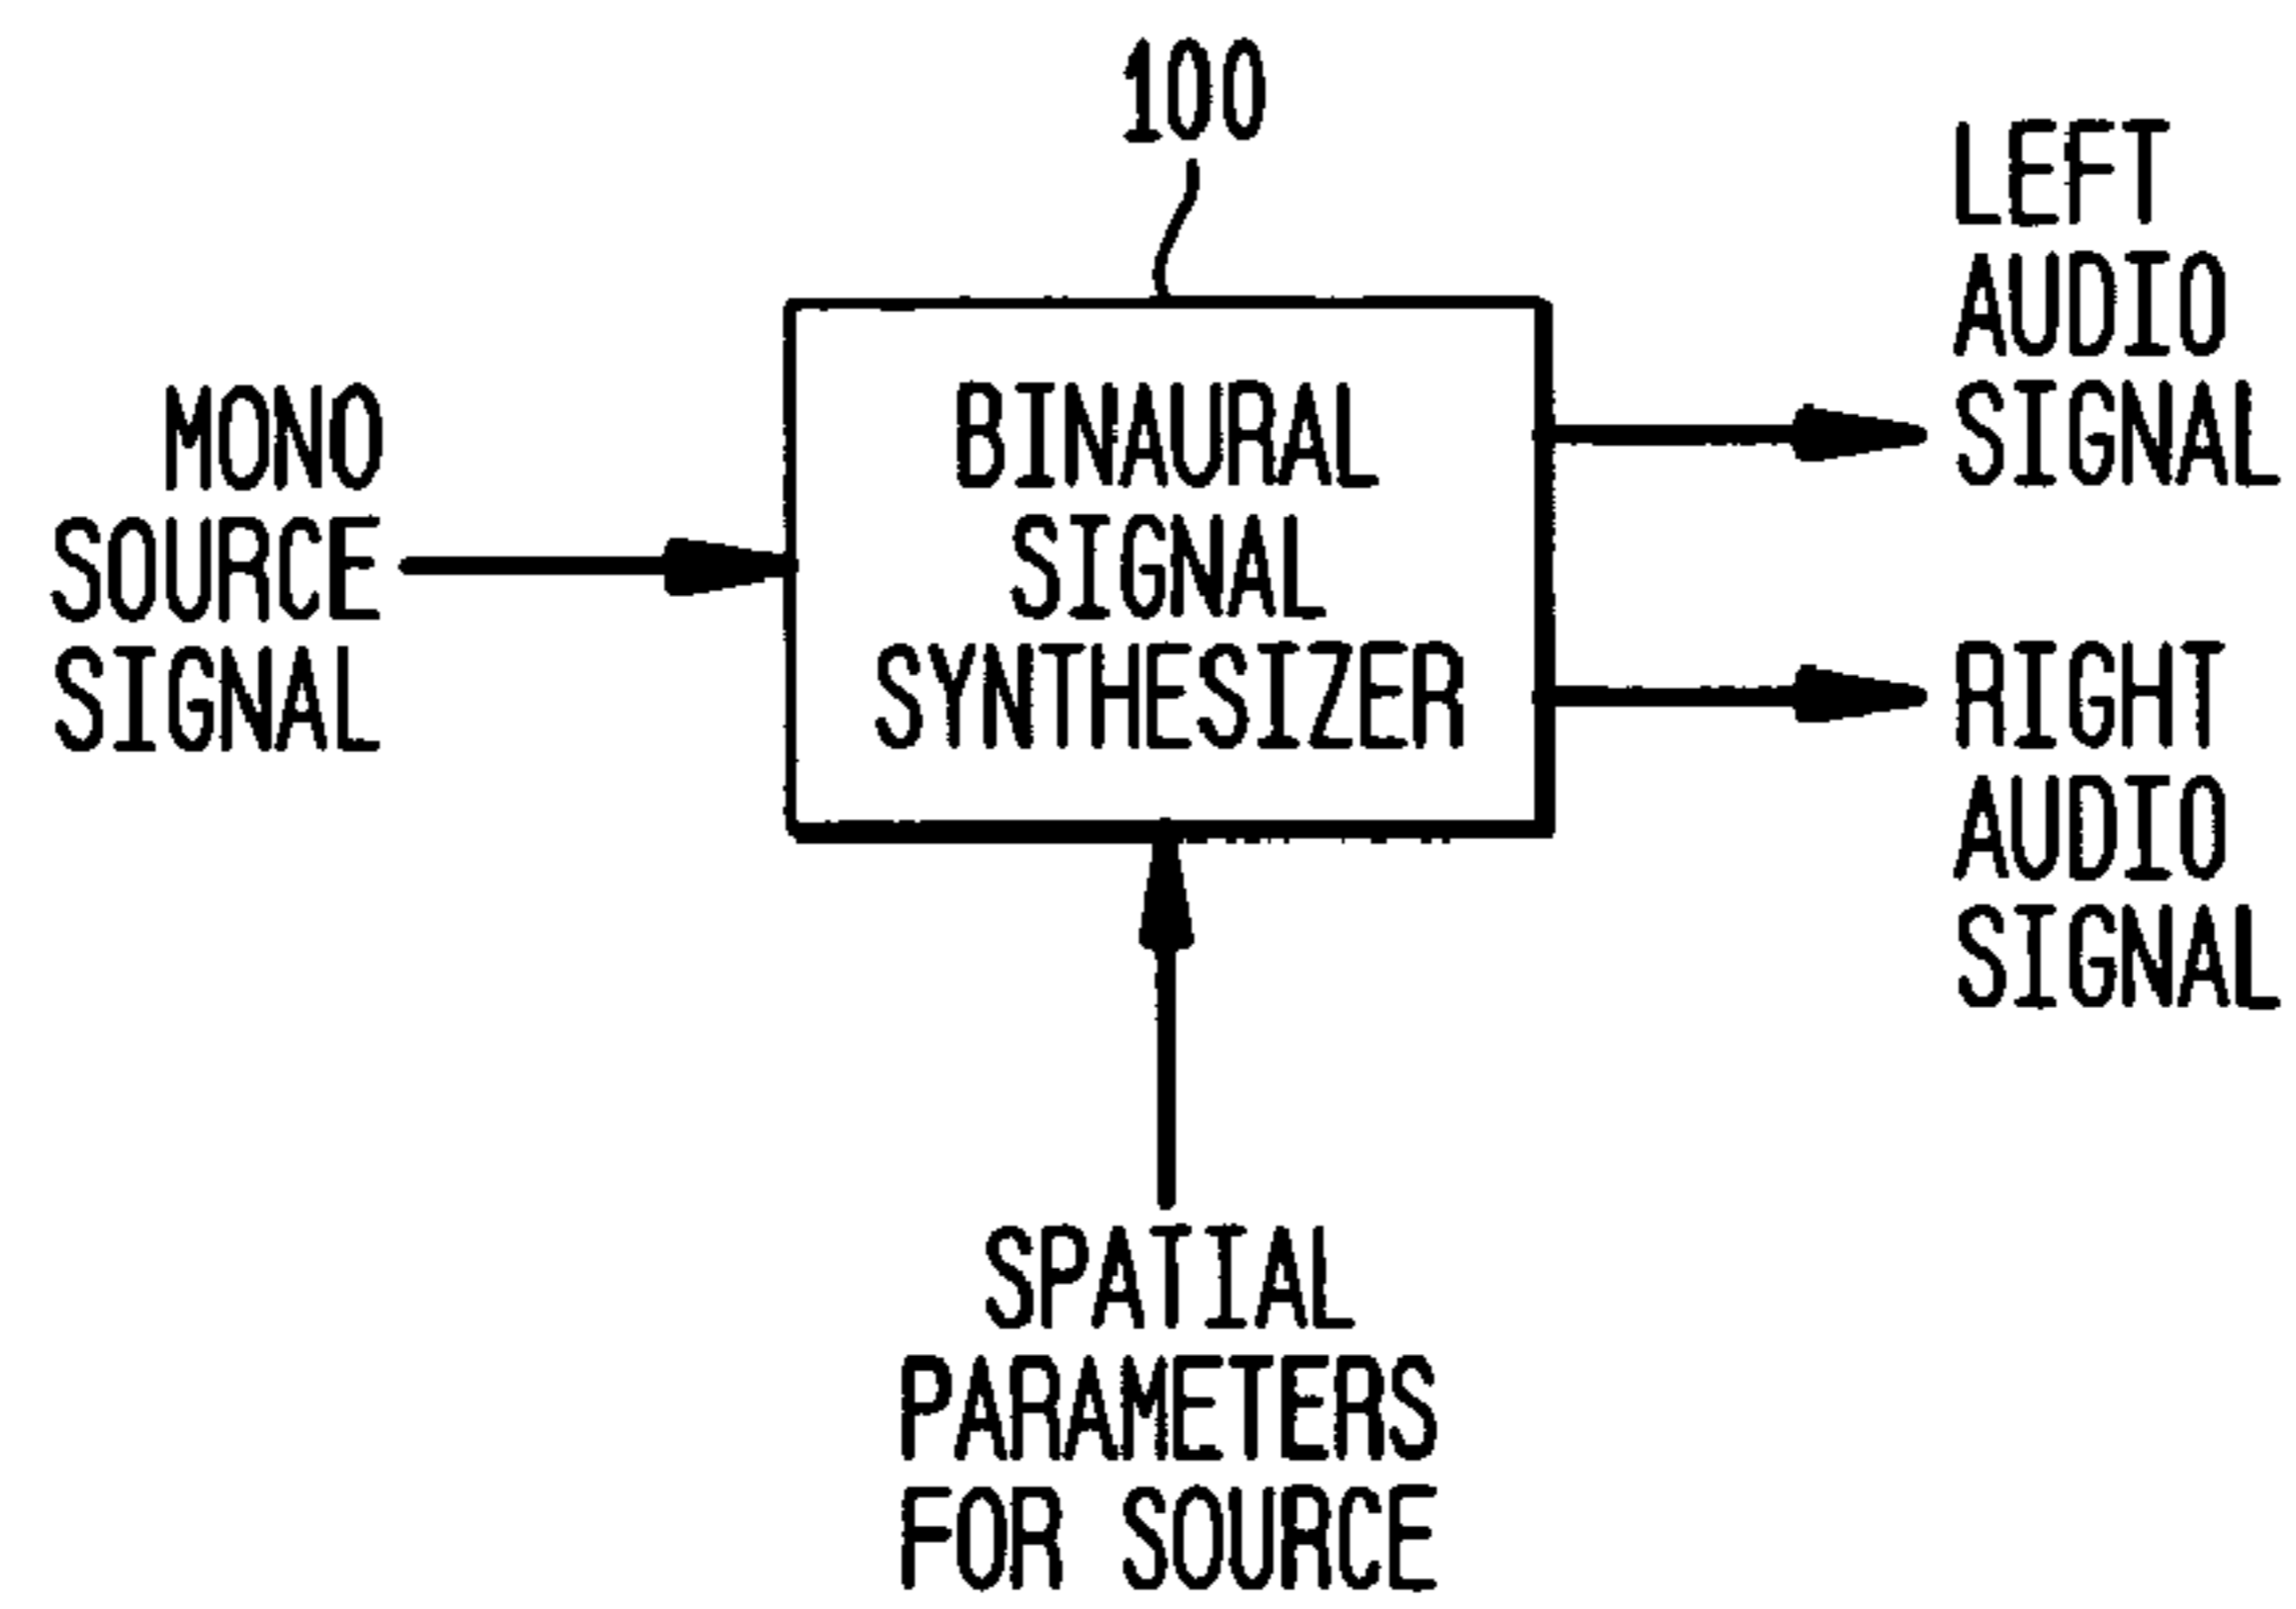 100
MONO
SOURCE
SIGNAL
BINAURAL
SIGNAL
SYNTHESIZER
LEFT
AUDIO
SIGNAL
RIGHT
AUDIO
SIGNAL
SPATIAL
PARAMETERS
FOR SOURCE